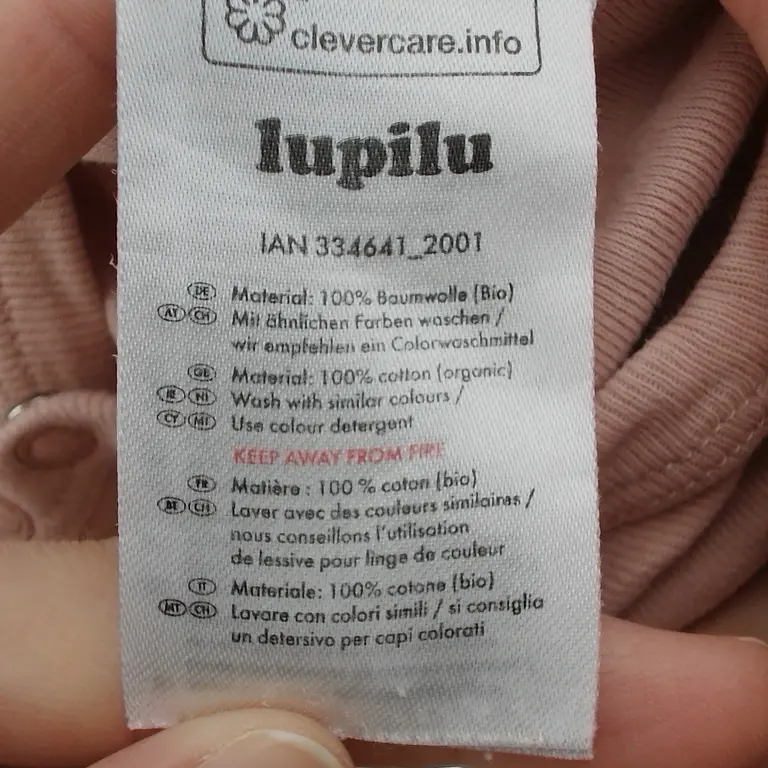 clevercare.info
lupilu
IAN 334641_2001
DE Material: 100% Baumwolle (Bio)
AT CH Mit ähnlichen Farben waschen /
wir empfehlen ein Colorwaschmittel
GB Material: 100% cotton (organic)
IE NI Wash with similar colours /
CY MT Use colour detergent
KEEP AWAY FROM FIRE
FR Matière : 100 % coton (bio)
BE CH Laver avec des couleurs similaires /
nous conseillons l'utilisation
de lessive pour linge de couleur
IT Materiale: 100% cotone (bio)
MT CH Lavare con colori simili / si consiglia
un detersivo per capi colorati